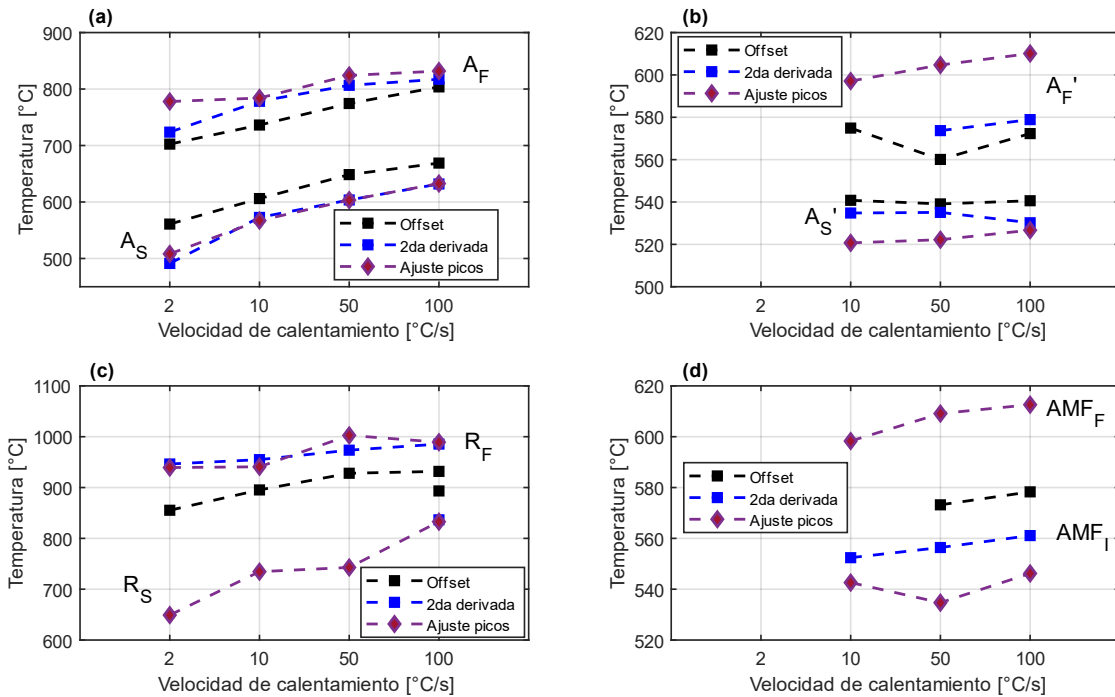 (a)
900
800
700
600
500
Temperatura [°C]
A_F
A_S
Offset
2da derivada
Ajuste picos
2 10 50 100
Velocidad de calentamiento [°C/s]
(b)
620
600
580
560
540
520
500
Temperatura [°C]
Offset
2da derivada
Ajuste picos
A_F'
A_S'
2 10 50 100
Velocidad de calentamiento [°C/s]
(c)
1100
1000
900
800
700
600
Temperatura [°C]
R_F
R_S
Offset
2da derivada
Ajuste picos
2 10 50 100
Velocidad de calentamiento [°C/s]
(d)
620
600
580
560
540
520
Temperatura [°C]
AMF_F
Offset
2da derivada
Ajuste picos
AMF_I
2 10 50 100
Velocidad de calentamiento [°C/s]